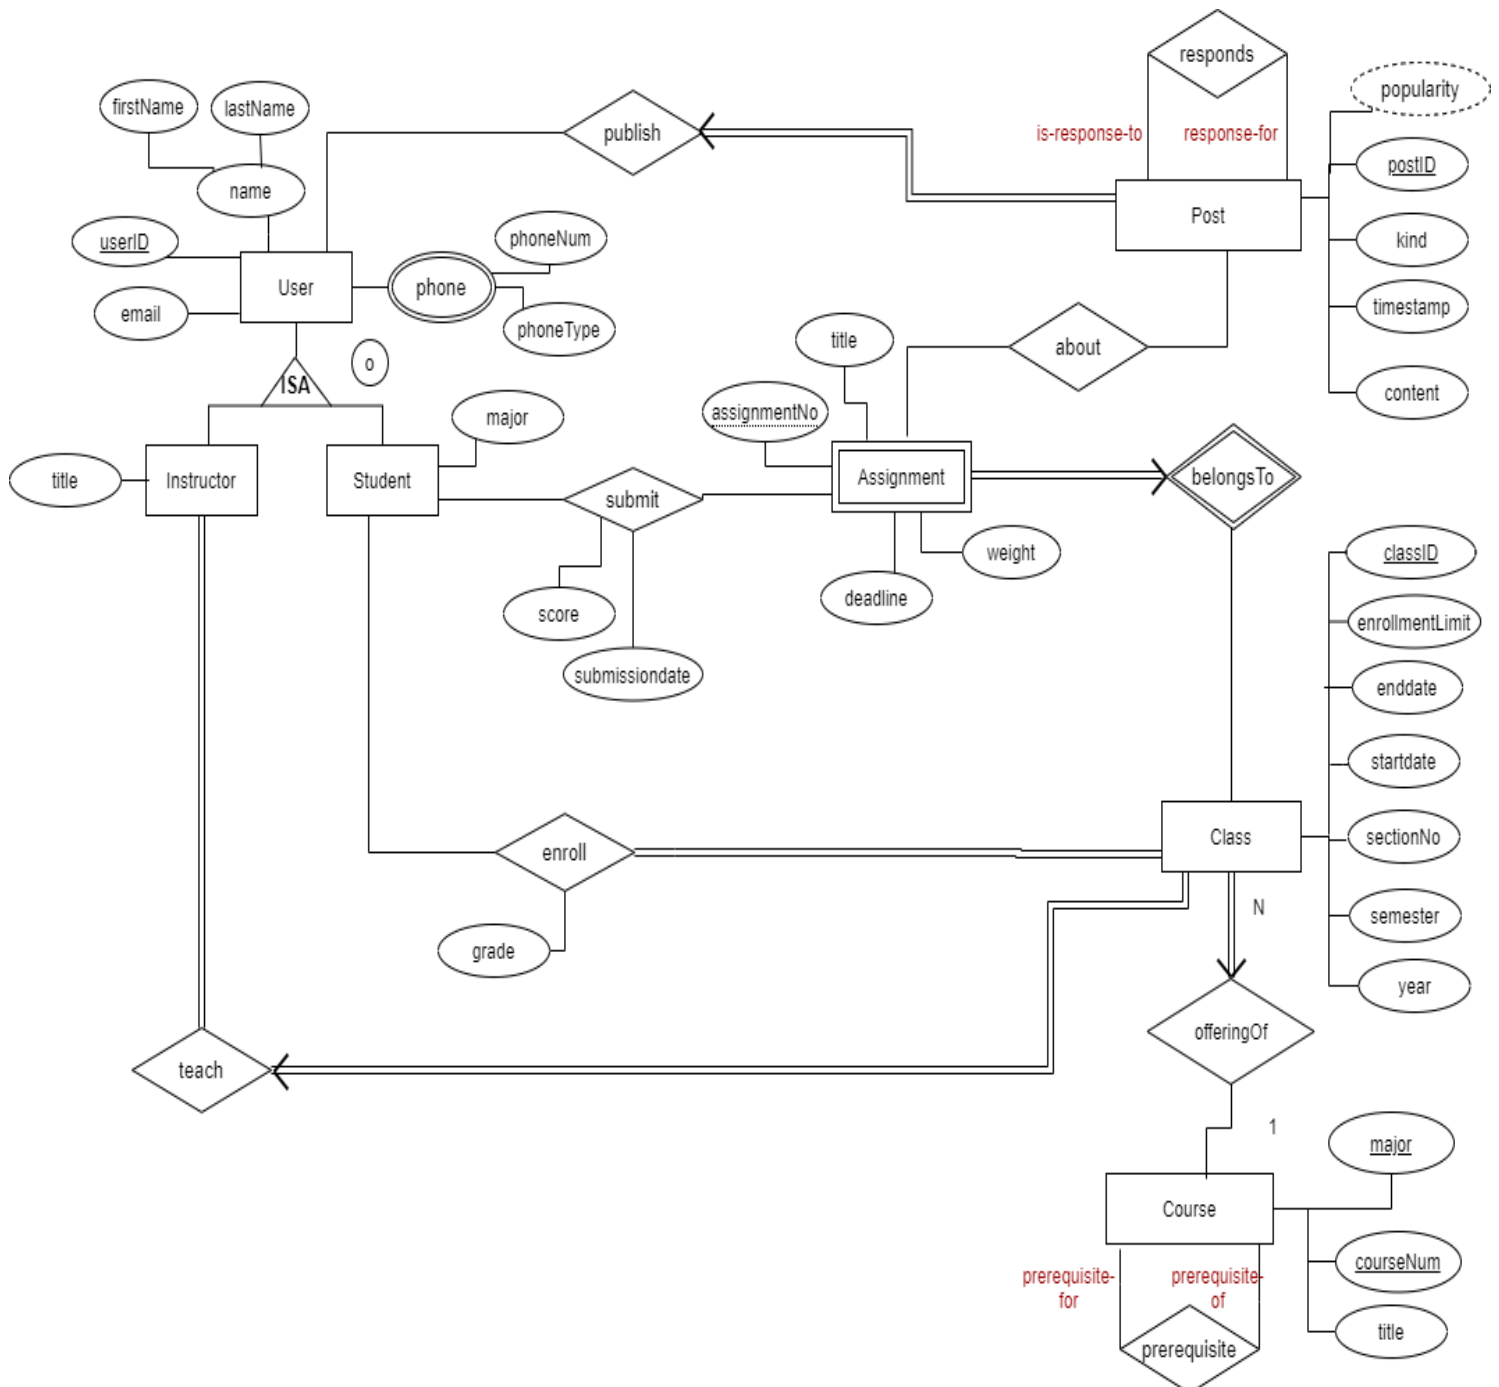 responds
firstName
lastName
publish
popularity
is-response-to
response-for
postID
name
Post
userID
phoneNum
kind
User
phone
email
phoneType
title
about
timestamp
ISA
o
major
assignmentNo
content
title
Instructor
Student
submit
Assignment
belongsTo
weight
classID
score
deadline
enrollmentLimit
submissiondate
enddate
startdate
enroll
Class
sectionNo
grade
N
semester
year
teach
offeringOf
1
major
Course
prerequisite-
for
prerequisite-
of
courseNum
title
prerequisite